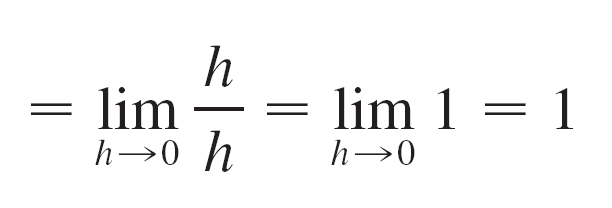 = lim_{h→0} h/h = lim_{h→0} 1 = 1